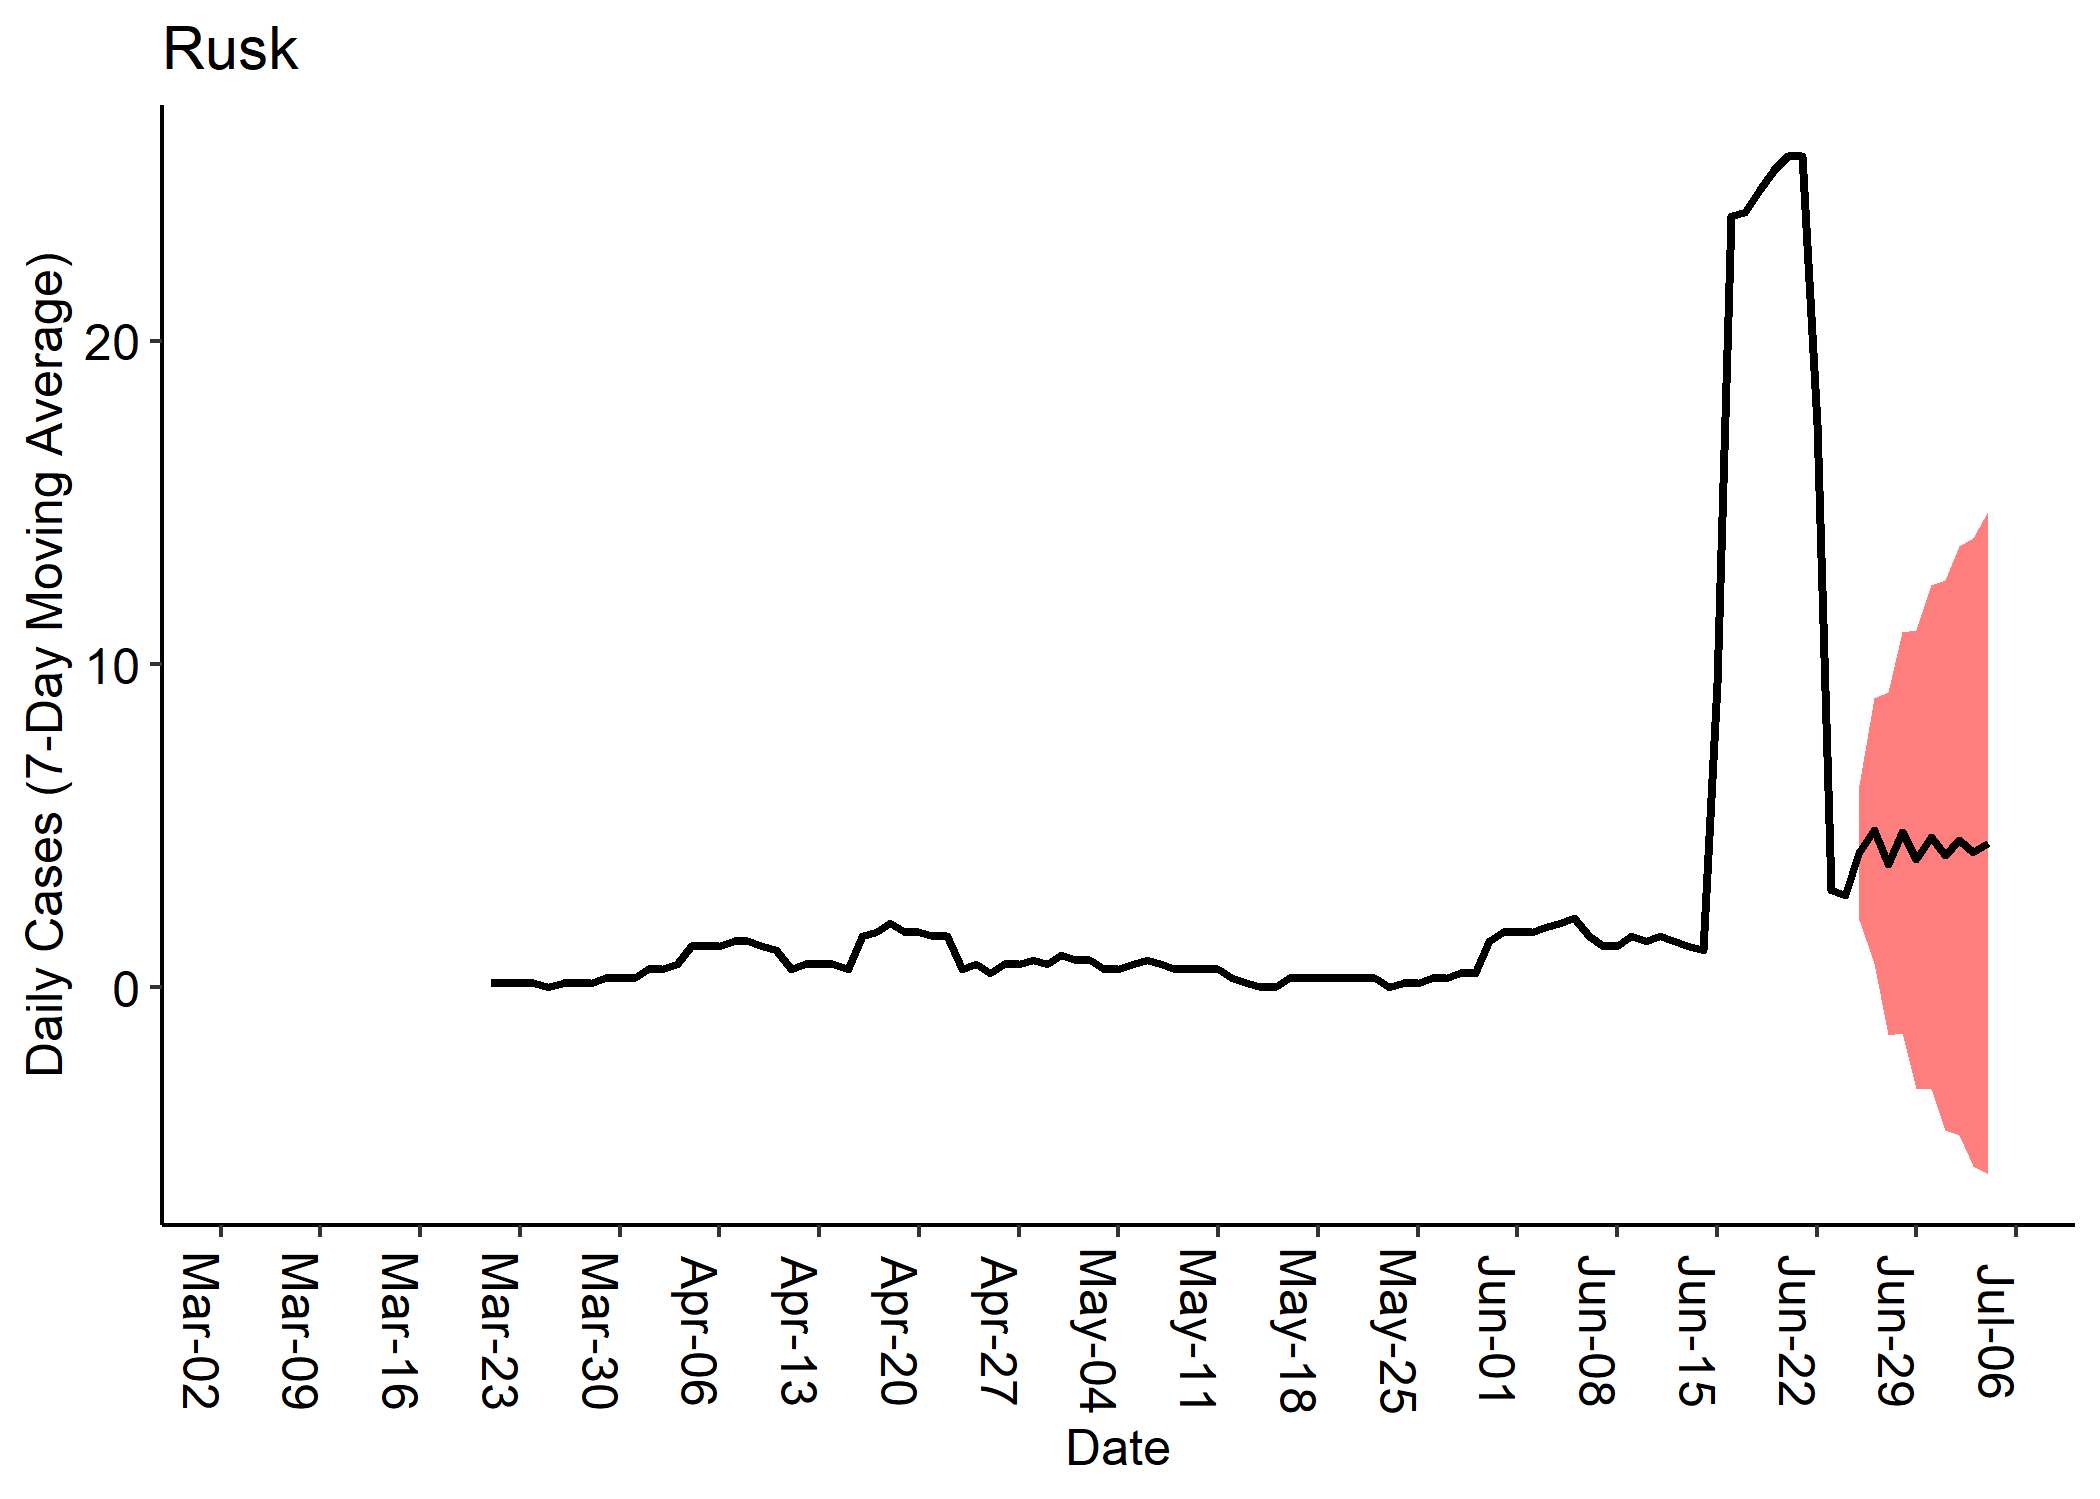 Rusk
Daily Cases (7-Day Moving Average)
20
10
0
Mar-02
Mar-09
Mar-16
Mar-23
Mar-30
Apr-06
Apr-13
Apr-20
Apr-27
May-04
May-11
May-18
May-25
Jun-01
Jun-08
Jun-15
Jun-22
Jun-29
Jul-06
Date